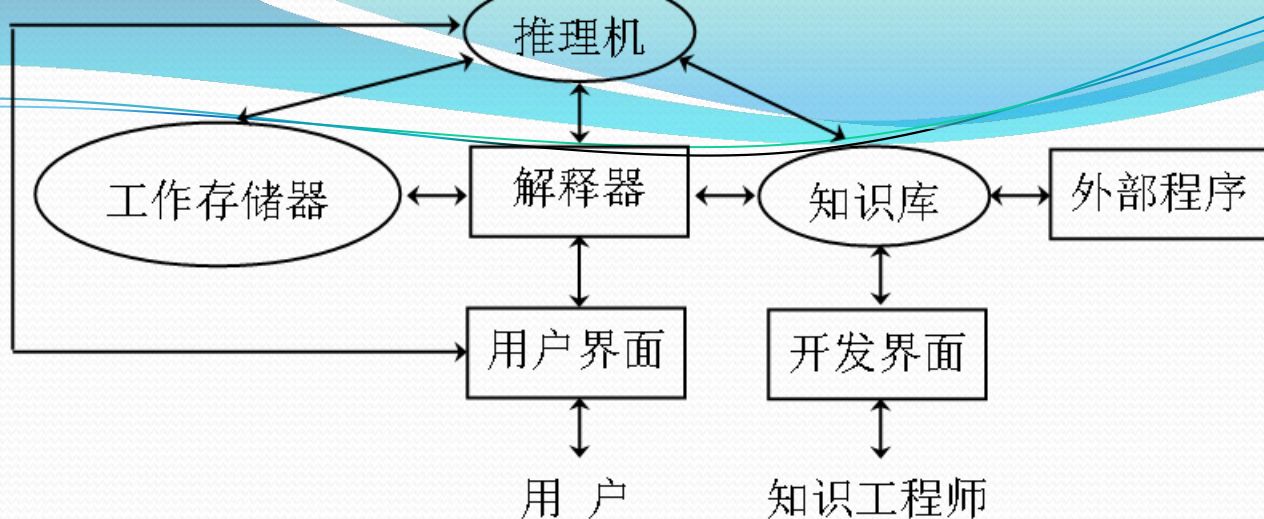 推理机
工作存储器
解释器
知识库
外部程序
用户界面
开发界面
用 户
知识工程师